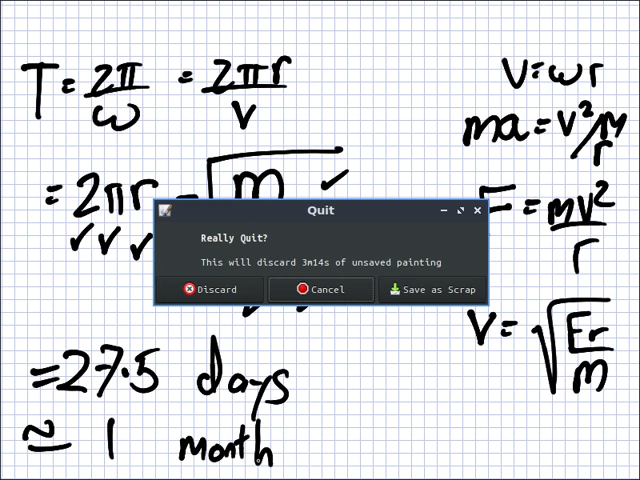 T = 2π/ω = 2πr/v
V = ωr
ma = v²/r m
= 2πr √m
F = mv²/r
Quit
Really Quit?
This will discard 3m14s of unsaved painting
Discard Cancel Save as Scrap
V = √Er/m
= 27.5 days
≃ 1 month